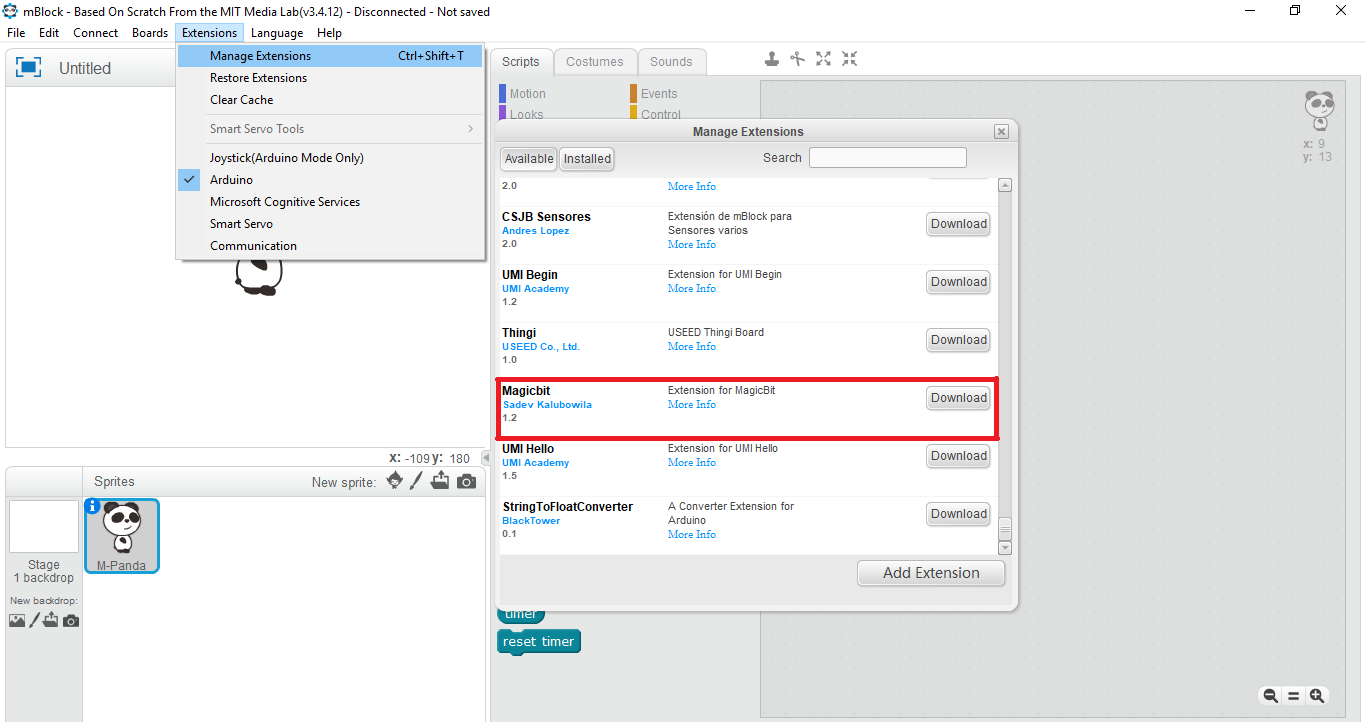 mBlock - Based On Scratch From the MIT Media Lab(v3.4.12) - Disconnected - Not saved
File Edit Connect Boards Extensions Language Help
Manage Extensions Ctrl+Shift+T
Restore Extensions
Clear Cache
Smart Servo Tools
Joystick(Arduino Mode Only)
Arduino
Microsoft Cognitive Services
Smart Servo
Communication
Untitled
x: -109 y: 180
Sprites New sprite:
M-Panda
Stage
1 backdrop
New backdrop:
Scripts Costumes Sounds
Motion Events
Looks Control
Manage Extensions
Available Installed Search
2.0 More Info
CSJB Sensores Extensión de mBlock para
Andres Lopez Sensores varios Download
2.0 More Info
UMI Begin Extension for UMI Begin
UMI Academy More Info Download
1.2
Thingi USEED Thingi Board
USEED Co., Ltd. More Info Download
1.0
Magicbit Extension for MagicBit
Sadev Kalubowila More Info Download
1.2
UMI Hello Extension for UMI Hello
UMI Academy More Info Download
1.5
StringToFloatConverter A Converter Extension for
BlackTower Arduino Download
0.1 More Info
Add Extension
timer
reset timer
x: 9
y: 13